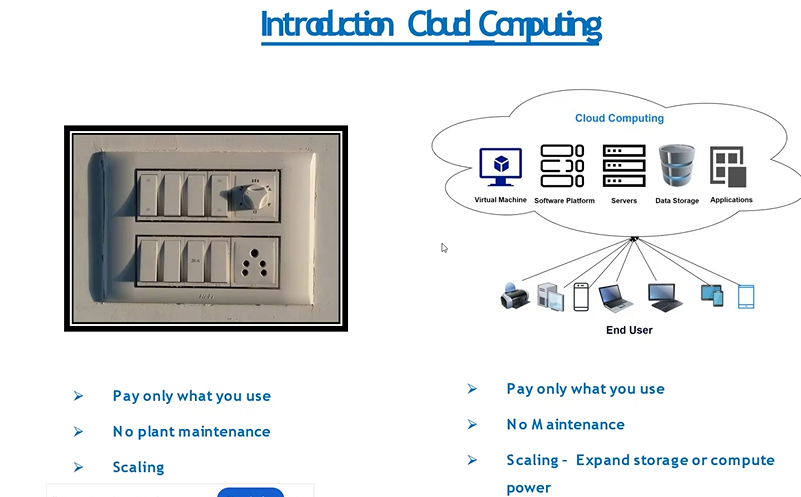 Introduction Cloud Computing
Cloud Computing
Virtual Machine Software Platform Servers Data Storage Applications
End User
Pay only what you use
No plant maintenance
Scaling
Pay only what you use
No Maintenance
Scaling – Expand storage or compute
power